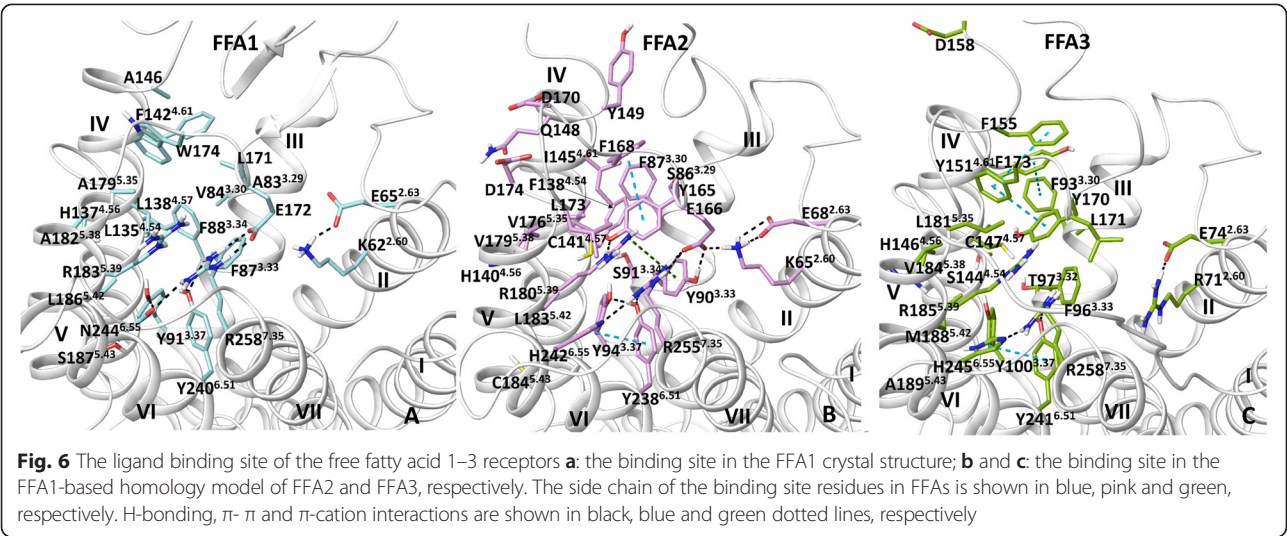 FFA1
A146
F142^4.61
IV
W174
III
L171
A179^5.35
V84^3.30
A83^3.29
L138^4.57
H137^4.56
E172
E65^2.63
L135^4.54
F88^3.34
A182^5.38
K62^2.60
R183^5.39
F87^3.33
II
L186^5.42
V
N244^6.55
Y91^3.37
R258^7.35
S187^5.43
I
Y240^6.51
VI
VII
A
FFA2
IV
D170
Y149
Q148
I145^4.61
F168
III
F87^3.30
S86^3.29
D174
F138^4.54
Y165
L173
E166
V176^5.35
E68^2.63
V179^5.38
C141^4.57
H140^4.56
K65^2.60
S91^3.34
R180^5.39
Y90^3.33
V
L183^5.42
II
H242^6.55
Y94^3.37
R255^7.35
C184^5.43
I
Y238^6.51
VI
VII
B
D158
FFA3
F155
IV
Y151^4.61
F173
F93^3.30
III
Y170
L181^5.35
L171
H146^4.56
C147^4.57
E74^2.63
V184^5.38
S144^4.54
T97^3.32
R71^2.60
V
R185^5.39
F96^3.33
II
M188^5.42
H245^6.55
Y100^3.37
R258^7.35
A189^5.43
I
VI
VII
Y241^6.51
C
Fig. 6 The ligand binding site of the free fatty acid 1–3 receptors a: the binding site in the FFA1 crystal structure; b and c: the binding site in the
FFA1-based homology model of FFA2 and FFA3, respectively. The side chain of the binding site residues in FFAs is shown in blue, pink and green,
respectively. H-bonding, π- π and π-cation interactions are shown in black, blue and green dotted lines, respectively